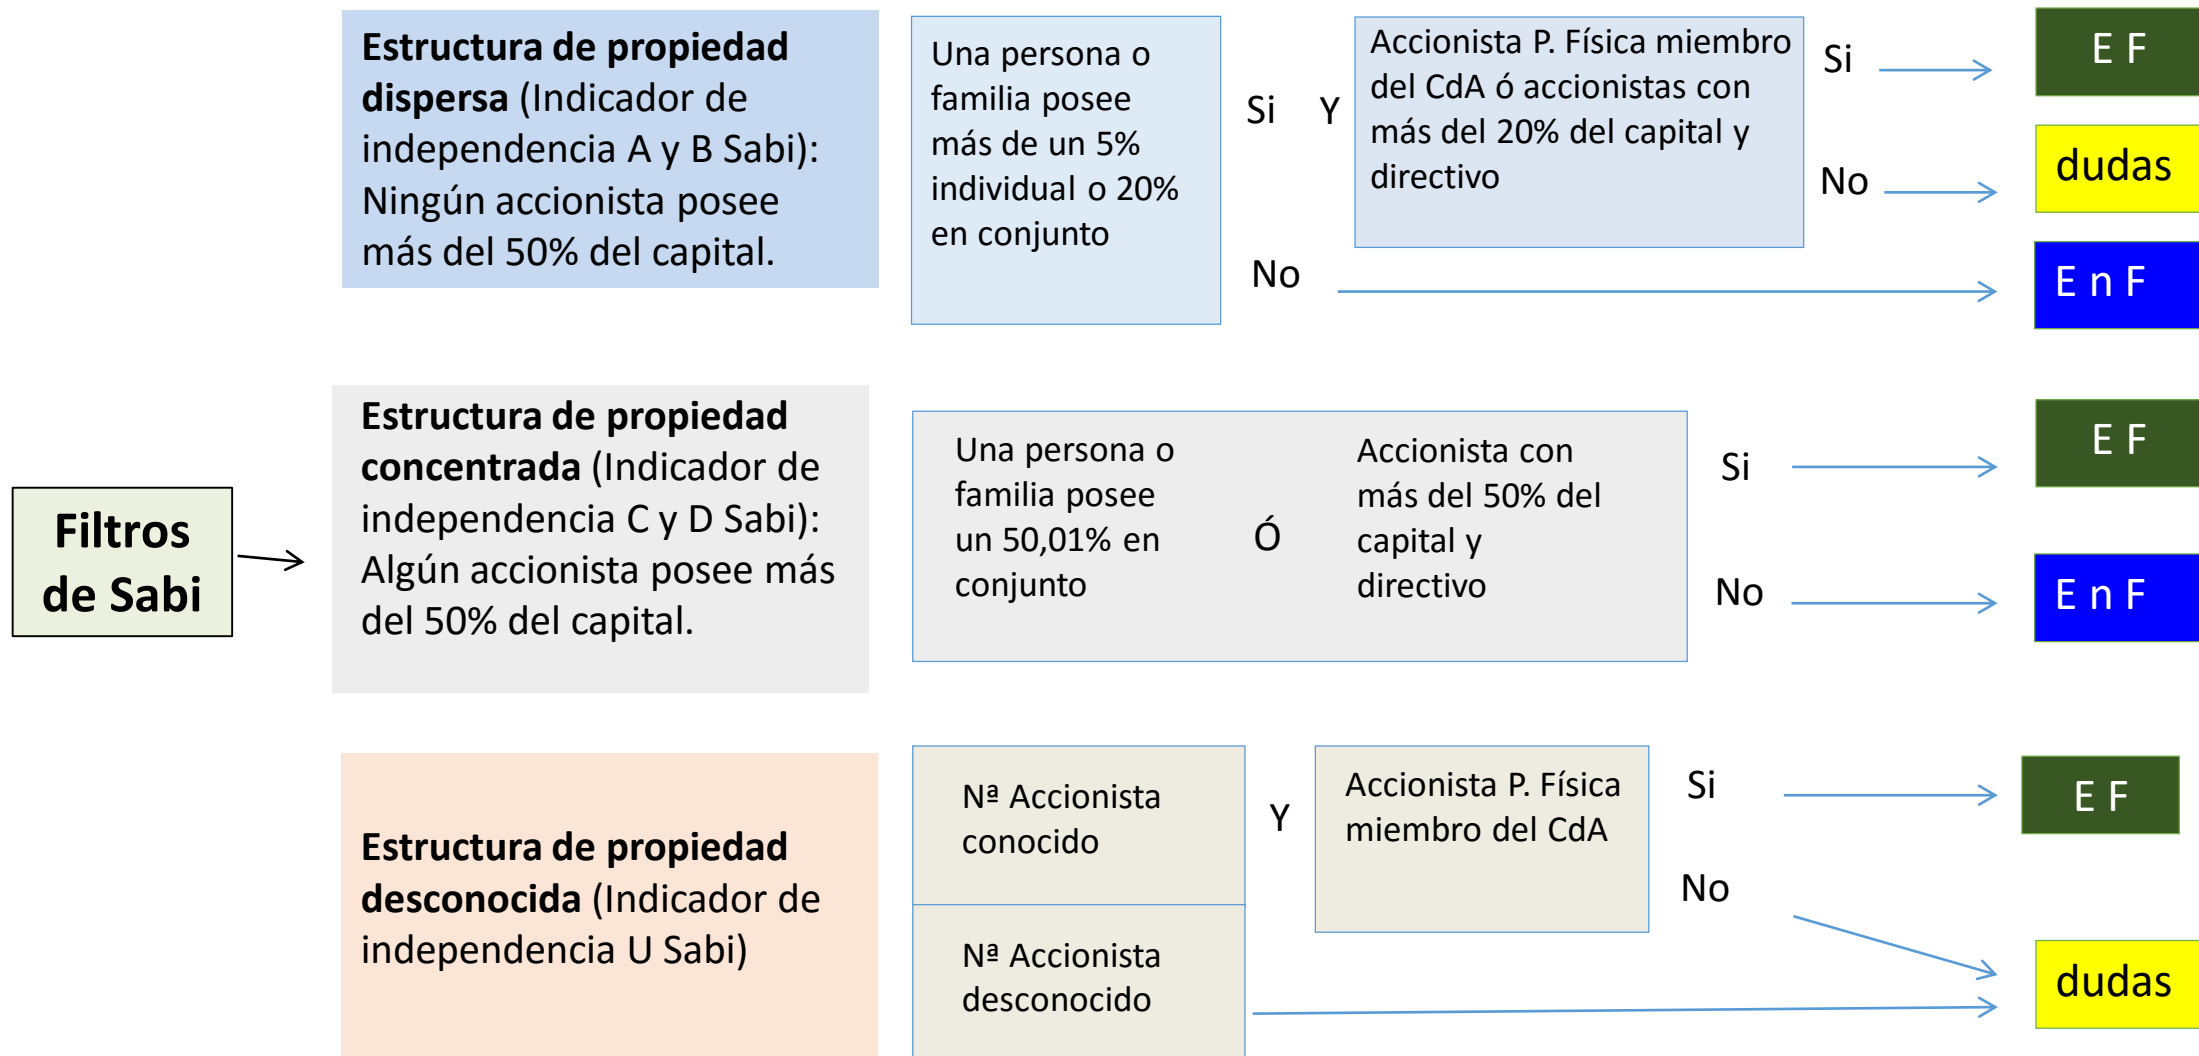 Estructura de propiedad
dispersa (Indicador de
independencia A y B Sabi):
Ningún accionista posee
más del 50% del capital.
Una persona o
familia posee
más de un 5%
individual o 20%
en conjunto
Si
Y
No
Accionista P. Física miembro
del CdA ó accionistas con
más del 20% del capital y
directivo
Si
No
E F
dudas
E n F
Filtros
de Sabi
Estructura de propiedad
concentrada (Indicador de
independencia C y D Sabi):
Algún accionista posee más
del 50% del capital.
Una persona o
familia posee
un 50,01% en
conjunto
Ó
Accionista con
más del 50% del
capital y
directivo
Si
No
E F
E n F
Estructura de propiedad
desconocida (Indicador de
independencia U Sabi)
Nª Accionista
conocido
Y
Accionista P. Física
miembro del CdA
Si
No
Nª Accionista
desconocido
E F
dudas